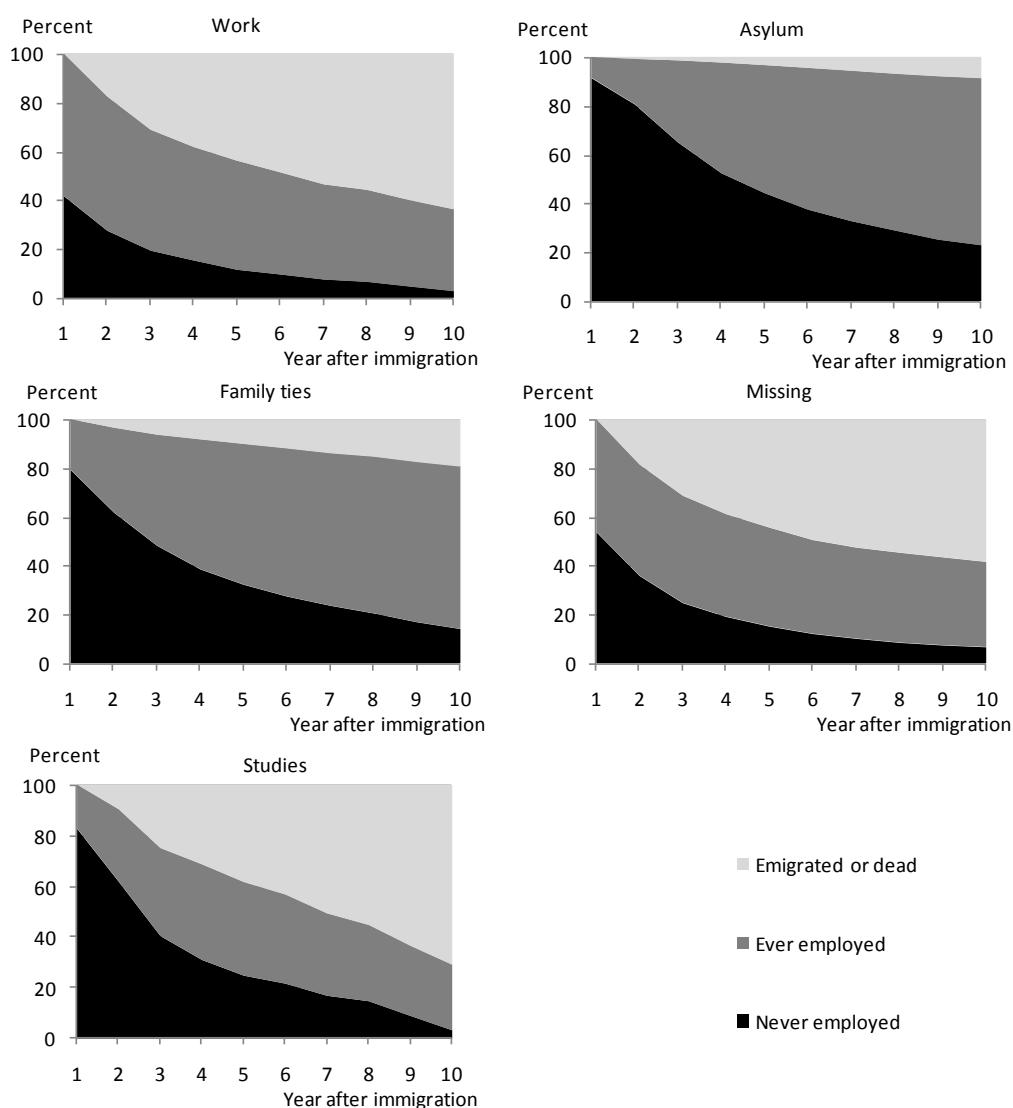 Percent
Work
100
80
60
40
20
0
1 2 3 4 5 6 7 8 9 10
Year after immigration
Asylum
100
80
60
40
20
0
1 2 3 4 5 6 7 8 9 10
Year after immigration
Percent
Family ties
100
80
60
40
20
0
1 2 3 4 5 6 7 8 9 10
Year after immigration
Percent
Missing
100
80
60
40
20
0
1 2 3 4 5 6 7 8 9 10
Year after immigration
Percent
Studies
100
80
60
40
20
0
1 2 3 4 5 6 7 8 9 10
Year after immigration
Emigrated or dead
Ever employed
Never employed